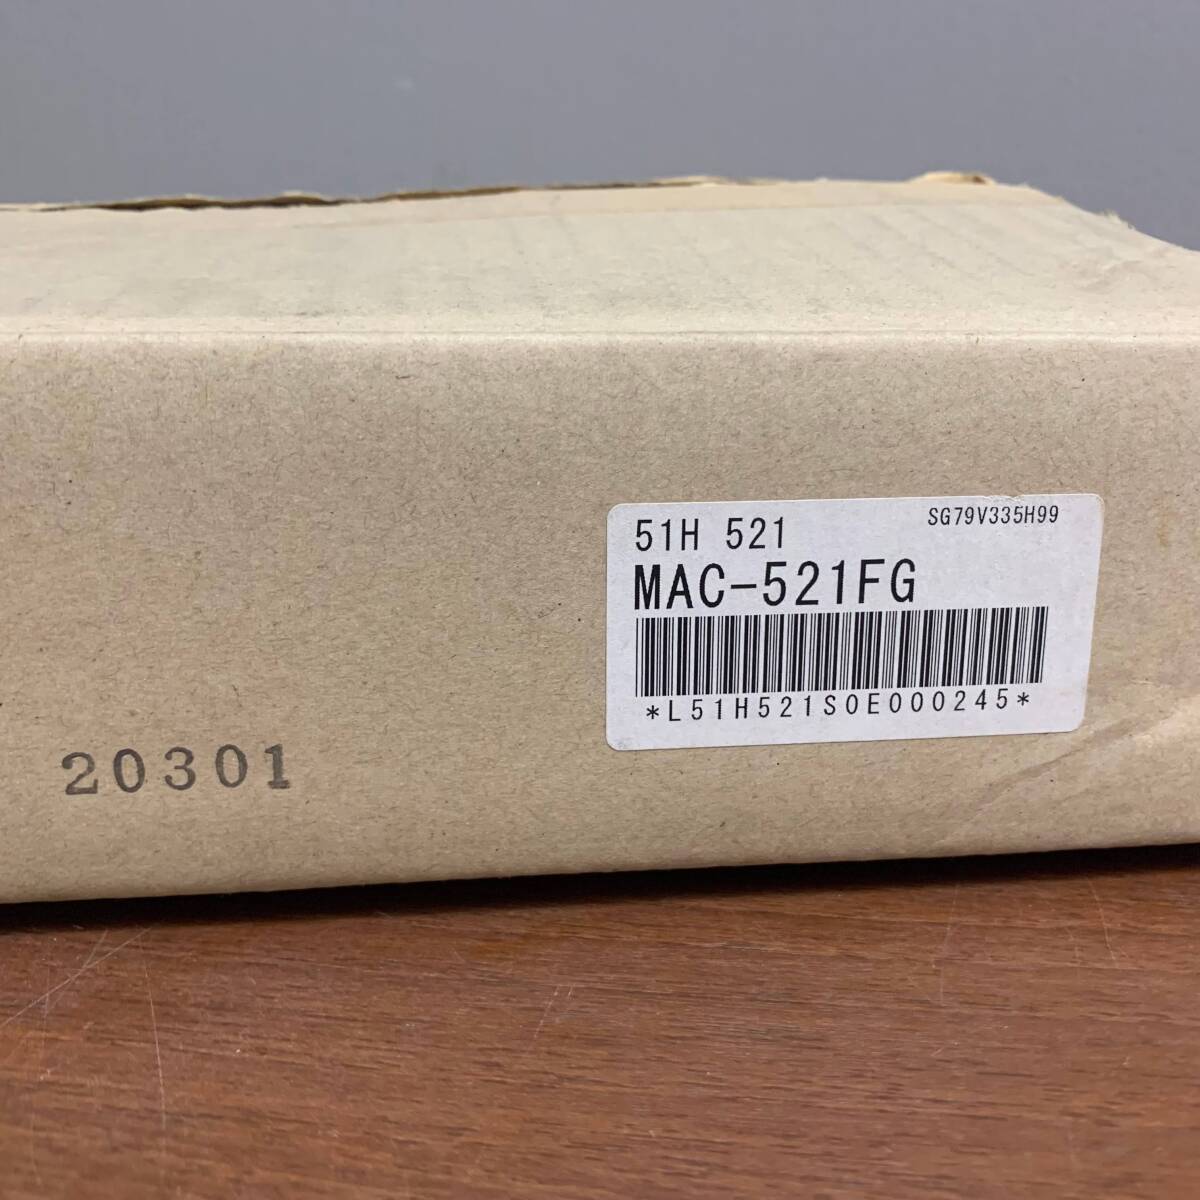 51H 521
SG79V335H99
MAC-521FG
*L51H521S0E000245*
20301